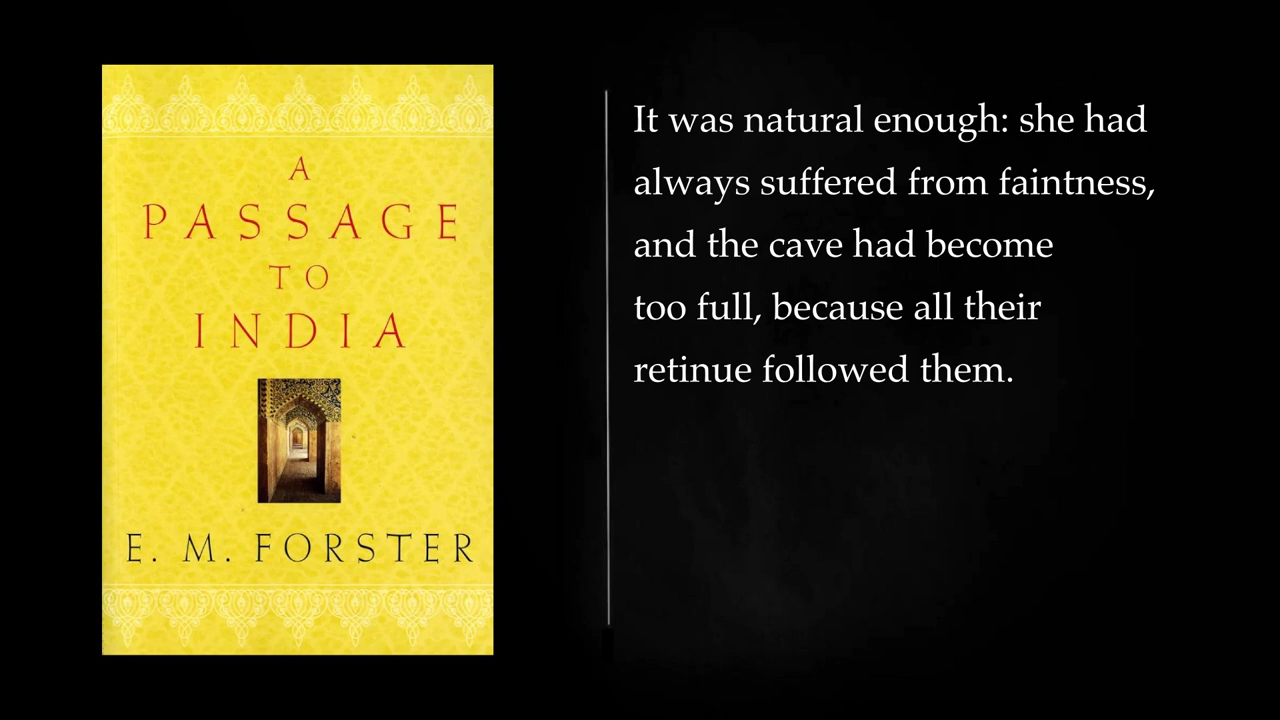 A
PASSAGE
TO
INDIA
E. M. FORSTER
It was natural enough: she had
always suffered from faintness,
and the cave had become
too full, because all their
retinue followed them.